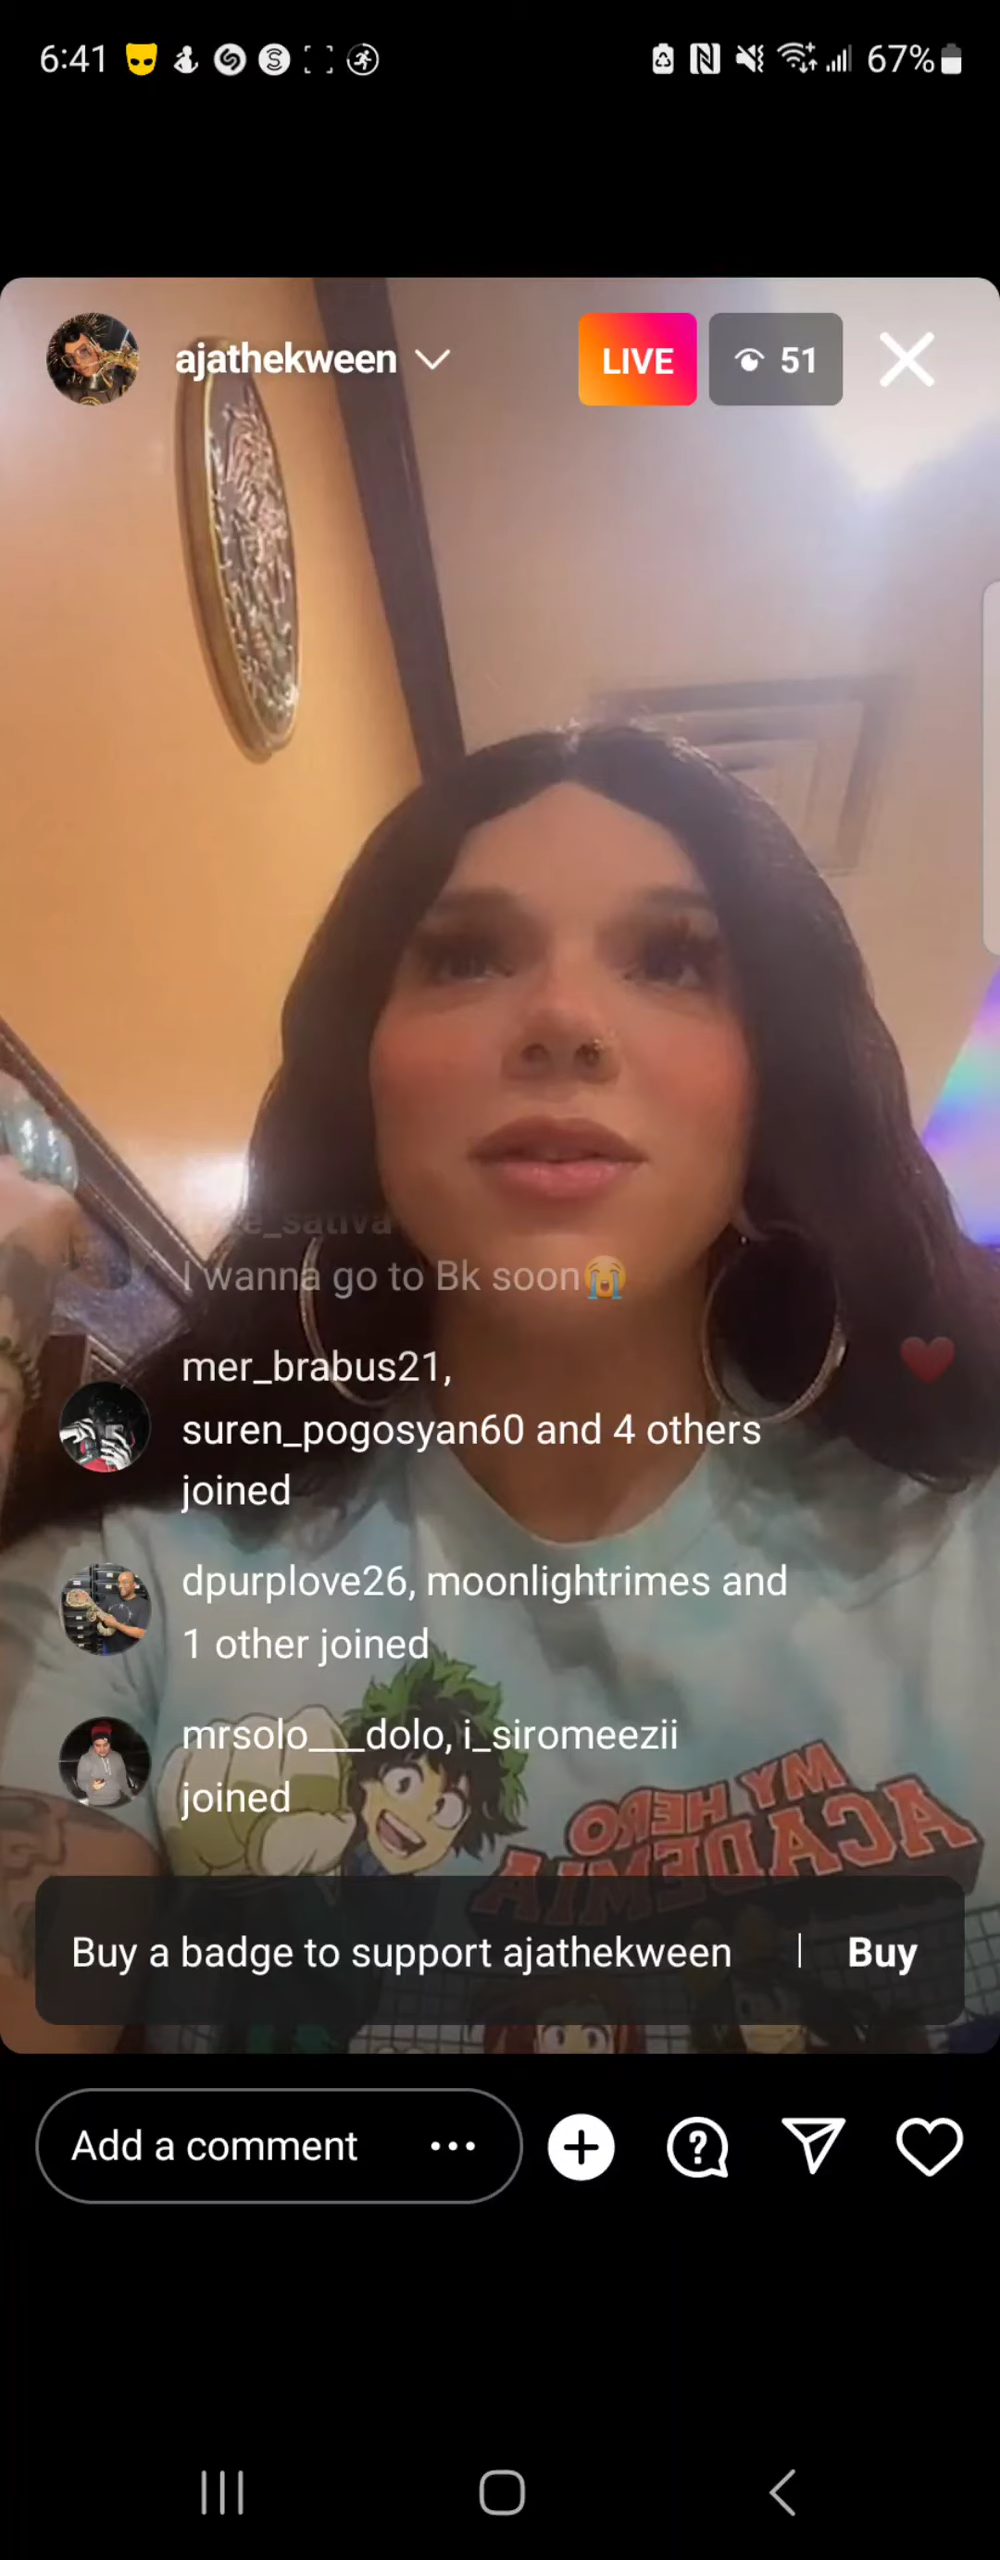 6:41
67%
ajathekween
LIVE
51
I wanna go to Bk soon😭
mer_brabus21,
suren_pogosyan60 and 4 others
joined
dpurplove26, moonlightrimes and
1 other joined
mrsolo___dolo, i_siromeezii
joined
MY HERO
ACADEMIA
Buy a badge to support ajathekween | Buy
Add a comment